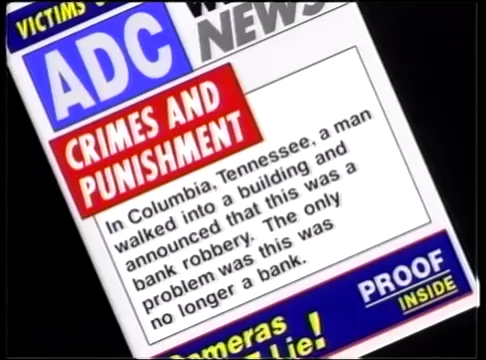 VICTIMS
ADC
NEWS
CRIMES AND
PUNISHMENT
In Columbia, Tennessee, a man
walked into a building and
announced that this was a
bank robbery. The only
problem was this was
no longer a bank.
PROOF
INSIDE
Cameras
Lie!